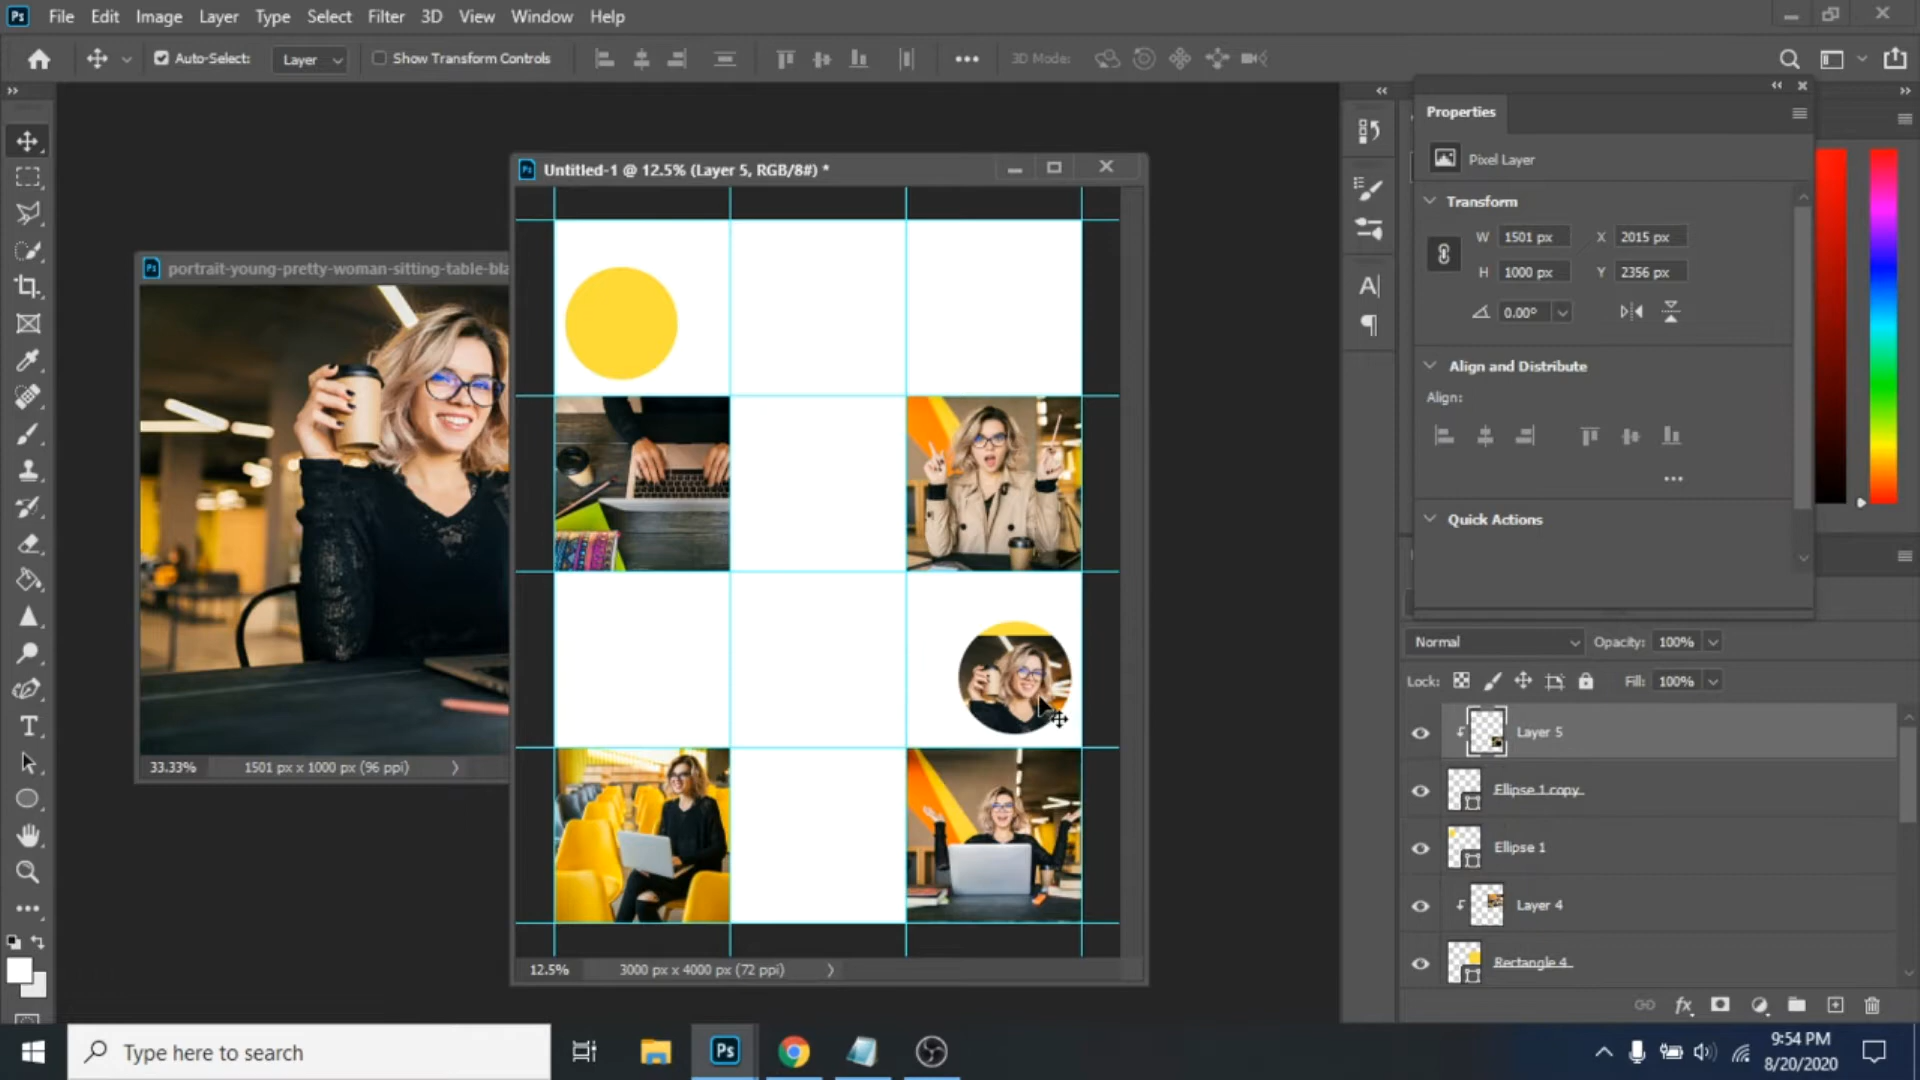 Ps File Edit Image Layer Type Select Filter 3D View Window Help
Auto-Select: Layer Show Transform Controls 3D Mode:
Properties
Pixel Layer
Transform
W 1501 px X 2015 px
H 1000 px Y 2356 px
0.00°
Align and Distribute
Align:
Quick Actions
Ps Untitled-1 @ 12.5% (Layer 5, RGB/8#) *
Ps portrait-young-pretty-woman-sitting-table-bla
33.33% 1501 px x 1000 px (96 ppi)
12.5% 3000 px x 4000 px (72 ppi)
Normal Opacity: 100%
Lock: Fill: 100%
Layer 5
Ellipse 1 copy
Ellipse 1
Layer 4
Rectangle 4
fx
Type here to search
Ps
9:54 PM
8/20/2020